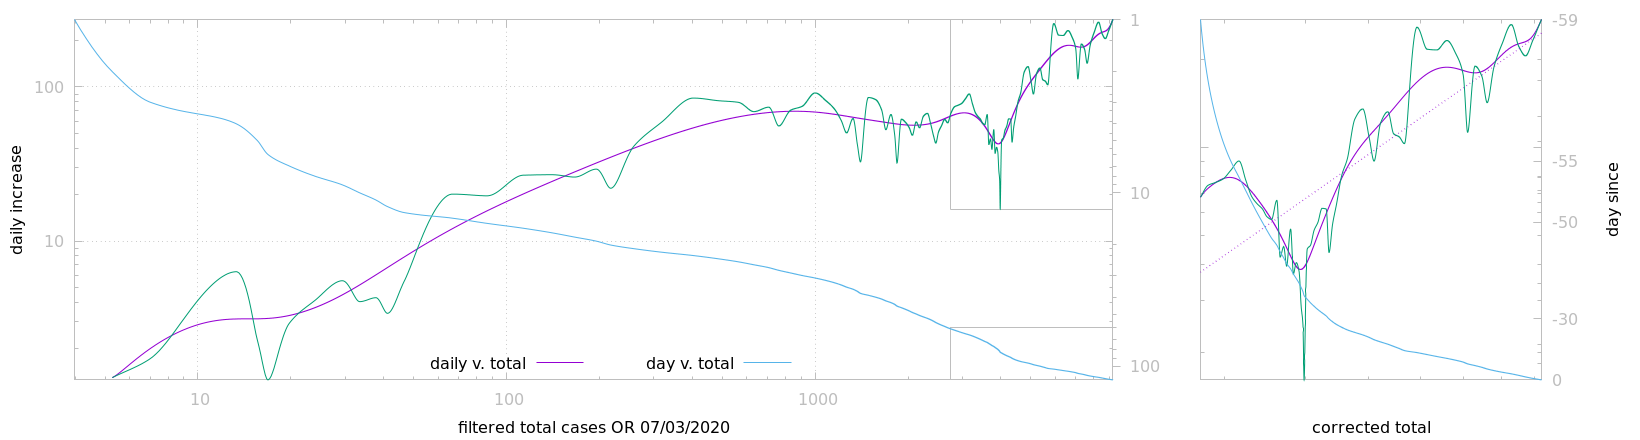 daily increase
100
10
1
10
100
daily v. total
day v. total
10
100
1000
filtered total cases OR 07/03/2020
-59
-55
-50
-30
0
day since
corrected total